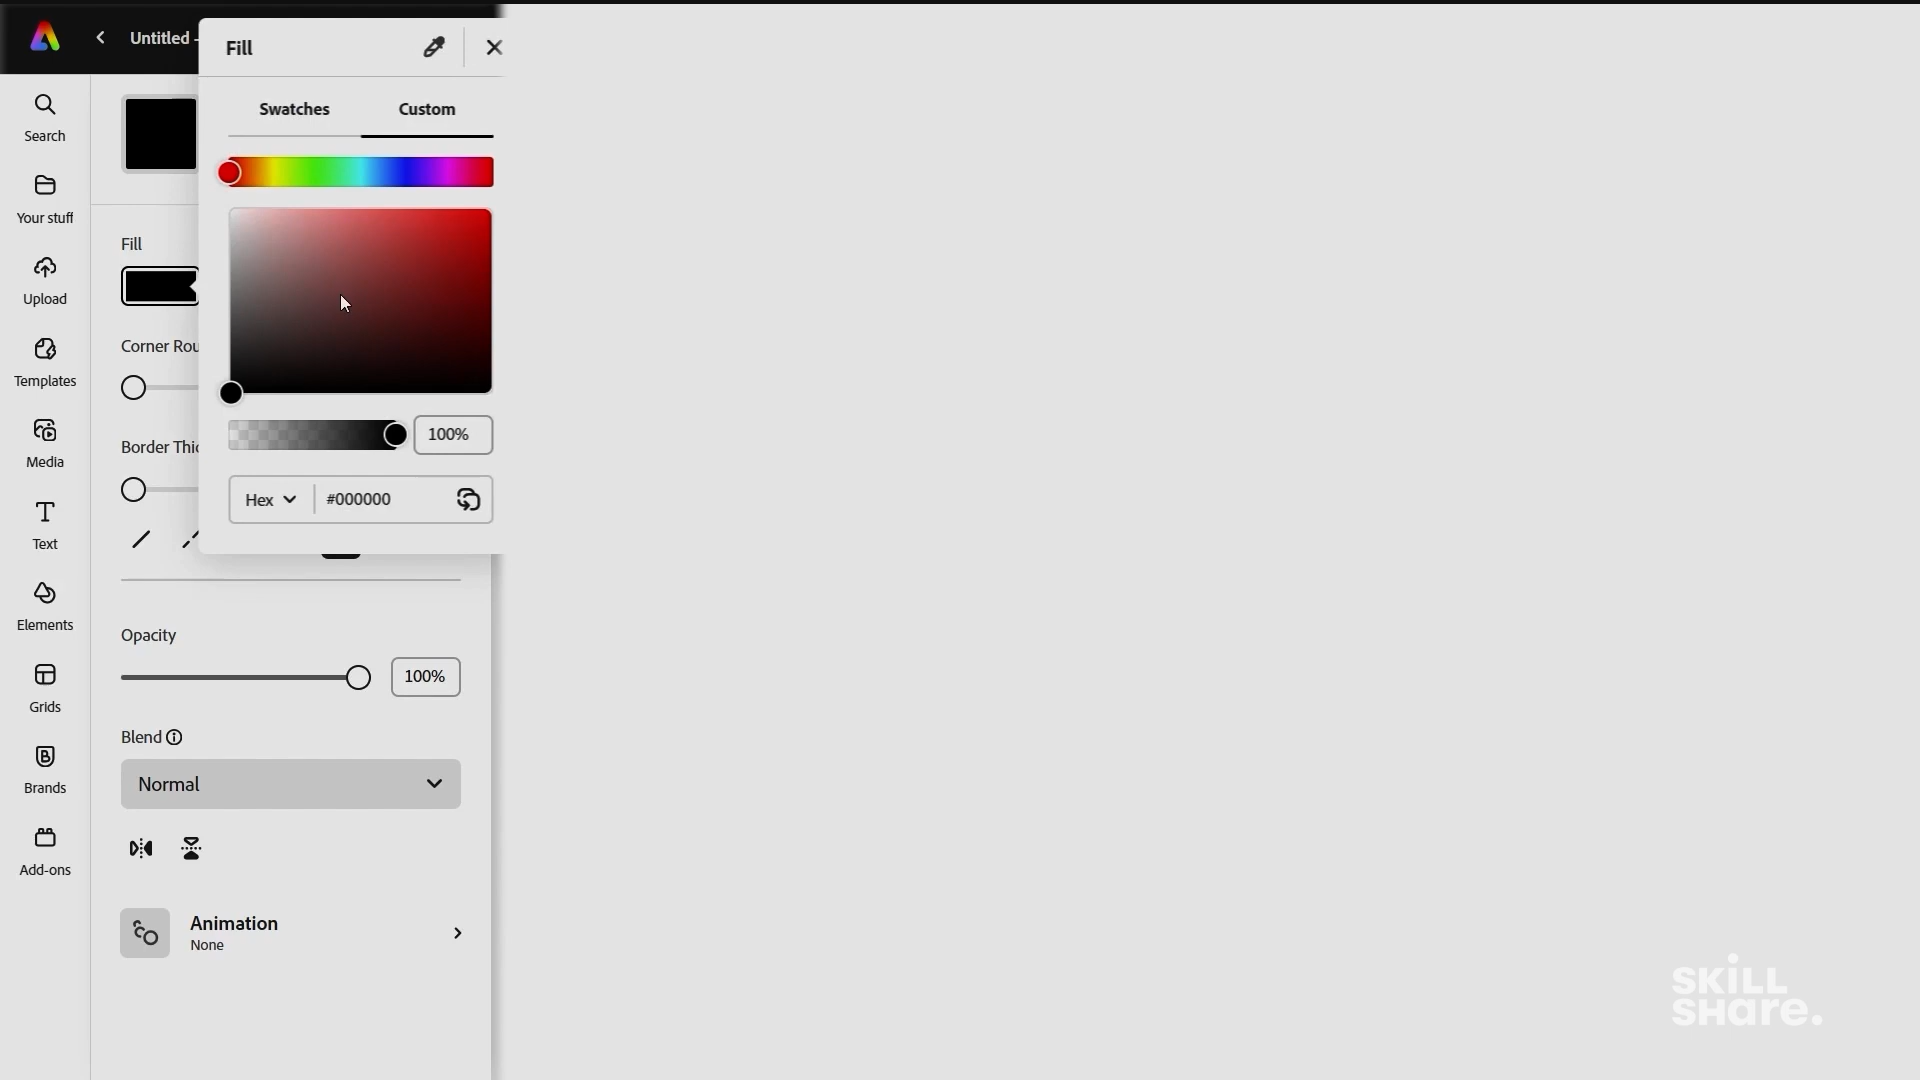 Untitled -
Fill
Swatches
Custom
100%
Hex
#000000
Search
Your stuff
Upload
Templates
Media
Text
Elements
Grids
Brands
Add-ons
Fill
Corner Rou
Border Thic
Opacity
100%
Blend
Normal
Animation
None
SKILL
SHare.